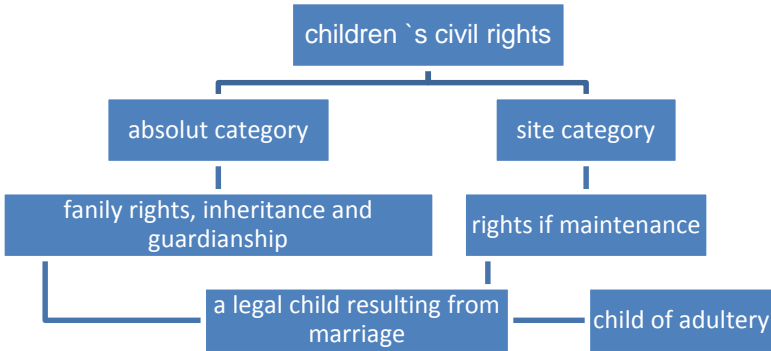 children `s civil rights
absolut category
site category
fanily rights, inheritance and
guardianship
rights if maintenance
a legal child resulting from
marriage
child of adultery